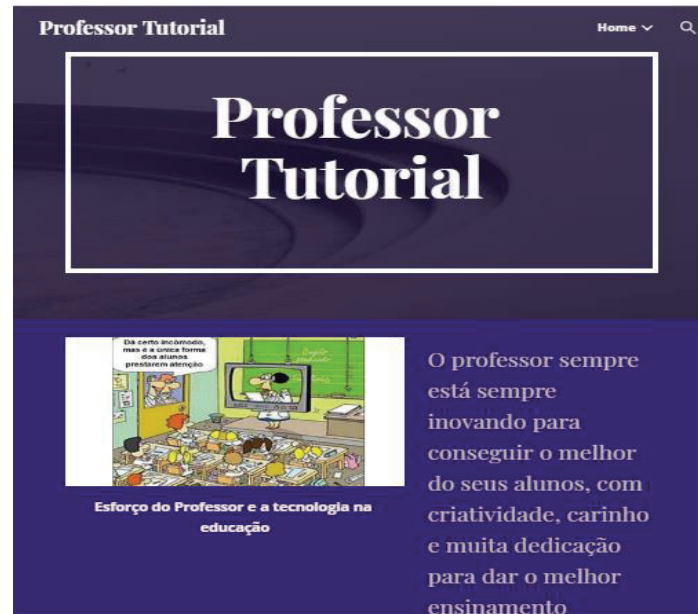 Professor Tutorial
Home
Professor
Tutorial
Dá certo incômodo,
mas é a única forma
dos alunos
prestarem atenção
Esforço do Professor e a tecnologia na
educação
O professor sempre
está sempre
inovando para
conseguir o melhor
do seus alunos, com
criatividade, carinho
e muita dedicação
para dar o melhor
ensinamento